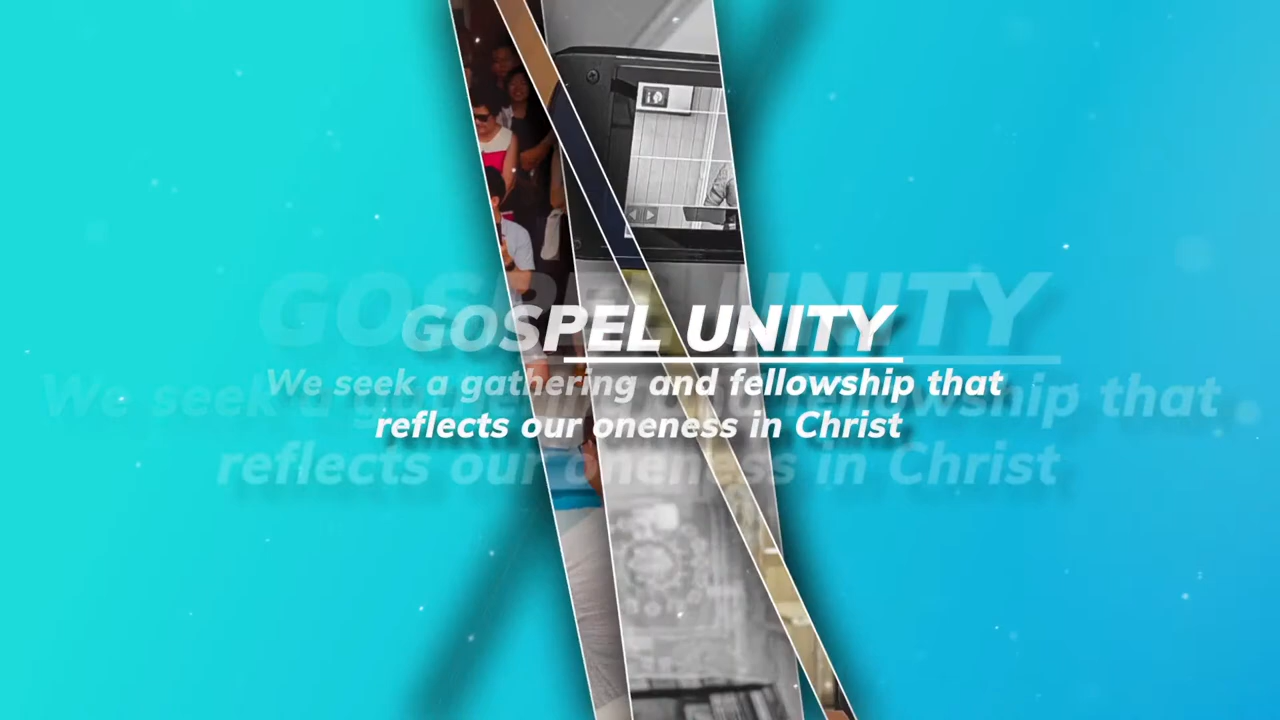 GOSPEL UNITY
We seek a gathering and fellowship that
reflects our oneness in Christ